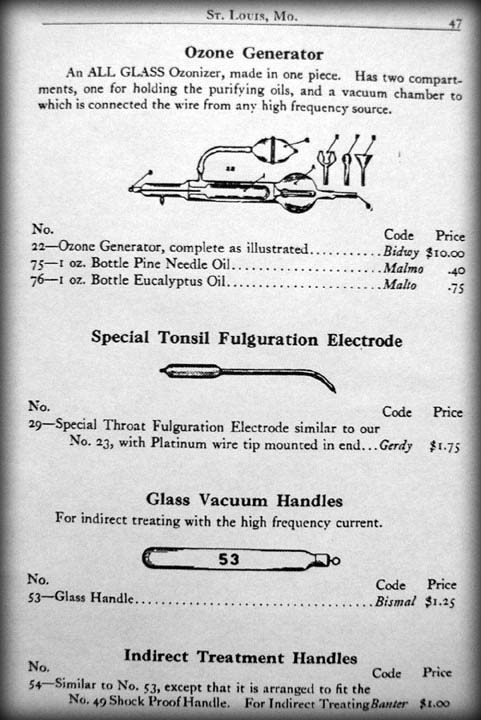 St. Louis, Mo. 47
Ozone Generator
An ALL GLASS Ozonizer, made in one piece. Has two compart-
ments, one for holding the purifying oils, and a vacuum chamber to
which is connected the wire from any high frequency source.
22
No. Code Price
22—Ozone Generator, complete as illustrated..........Bidwy $10.00
75—1 oz. Bottle Pine Needle Oil......................Malmo .40
76—1 oz. Bottle Eucalyptus Oil.......................Malto .75
Special Tonsil Fulguration Electrode
No. Code Price
29—Special Throat Fulguration Electrode similar to our
No. 23, with Platinum wire tip mounted in end...Gerdy $1.75
Glass Vacuum Handles
For indirect treating with the high frequency current.
53
No. Code Price
53—Glass Handle..................................Bismal $1.25
Indirect Treatment Handles
No. Code Price
54—Similar to No. 53, except that it is arranged to fit the
No. 49 Shock Proof Handle. For Indirect Treating Banter $1.00